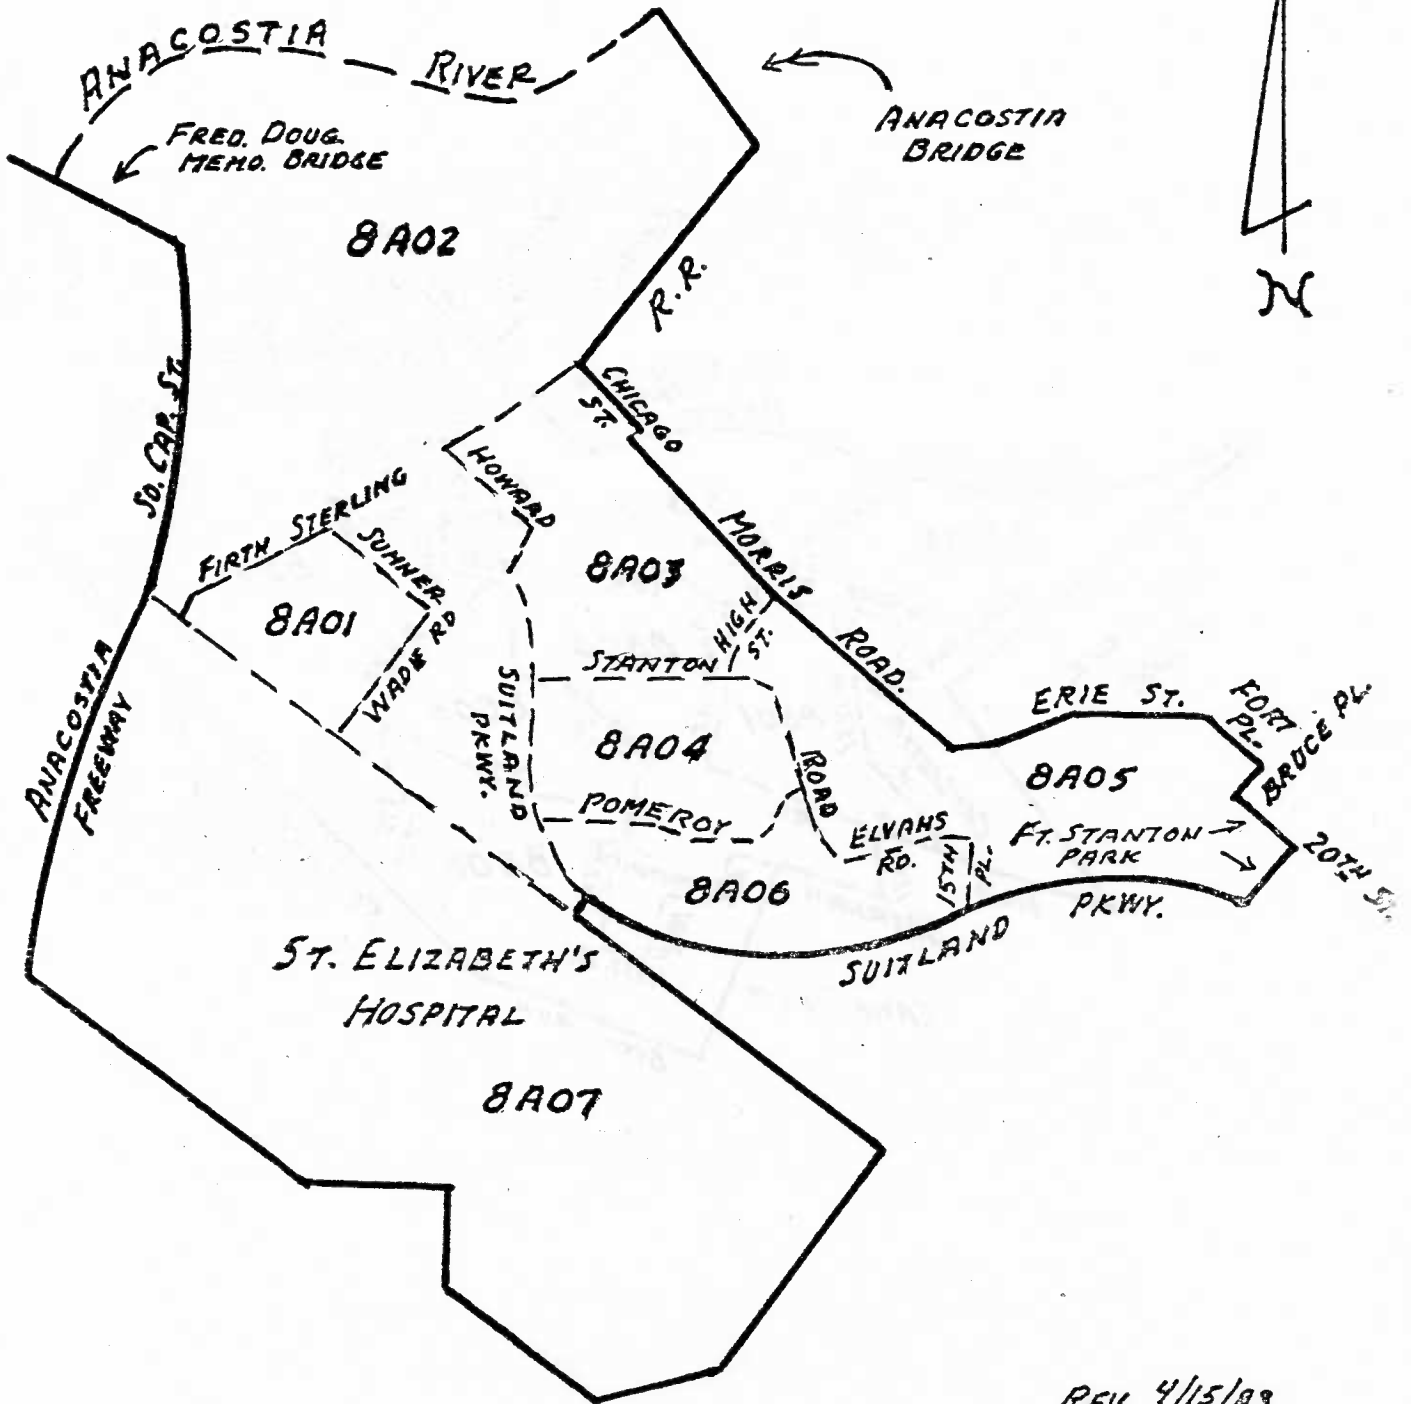 ANACOSTIA RIVER
ANACOSTIA
BRIDGE
FRED. DOUG.
MEMO. BRIDGE
8A02
R.R.
N
SO. CAP. ST.
CHICAGO
ST.
HOWARD
FIRTH STERLING
SUMNER
WADE RD
8A01
8A03
MORRIS ROAD.
HIGH
ST.
STANTON ROAD
SUITLAND
PKWY.
8A04
POMEROY
ANACOSTIA
FREEWAY
ERIE ST.
FORT
PL.
BRUCE PL.
8A05
ELVANS
RD.
15TH
PL.
FT. STANTON
PARK
20TH St.
8A06
SUITLAND PKWY.
ST. ELIZABETH'S
HOSPITAL
8A07
REV. 4/15/83